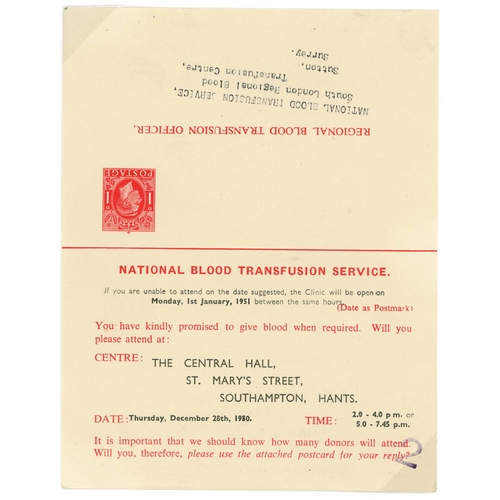 REGIONAL BLOOD TRANSFUSION OFFICER.
NATIONAL BLOOD TRANSFUSION SERVICE,
South London Regional Blood
Transfusion Centre,
Sutton,
Surrey.
POSTAGE
1D 1D
NATIONAL BLOOD TRANSFUSION SERVICE.
If you are unable to attend on the date suggested, the Clinic will be open on
Monday, 1st January, 1951 between the same hours.
(Date as Postmark)
You have kindly promised to give blood when required. Will you
please attend at:
CENTRE: THE CENTRAL HALL,
ST. MARY'S STREET,
SOUTHAMPTON, HANTS.
DATE: Thursday, December 28th, 1950. TIME: 2.0 - 4.0 p.m. or
5.0 - 7.45 p.m.
It is important that we should know how many donors will attend.
Will you, therefore, please use the attached postcard for your reply?
2